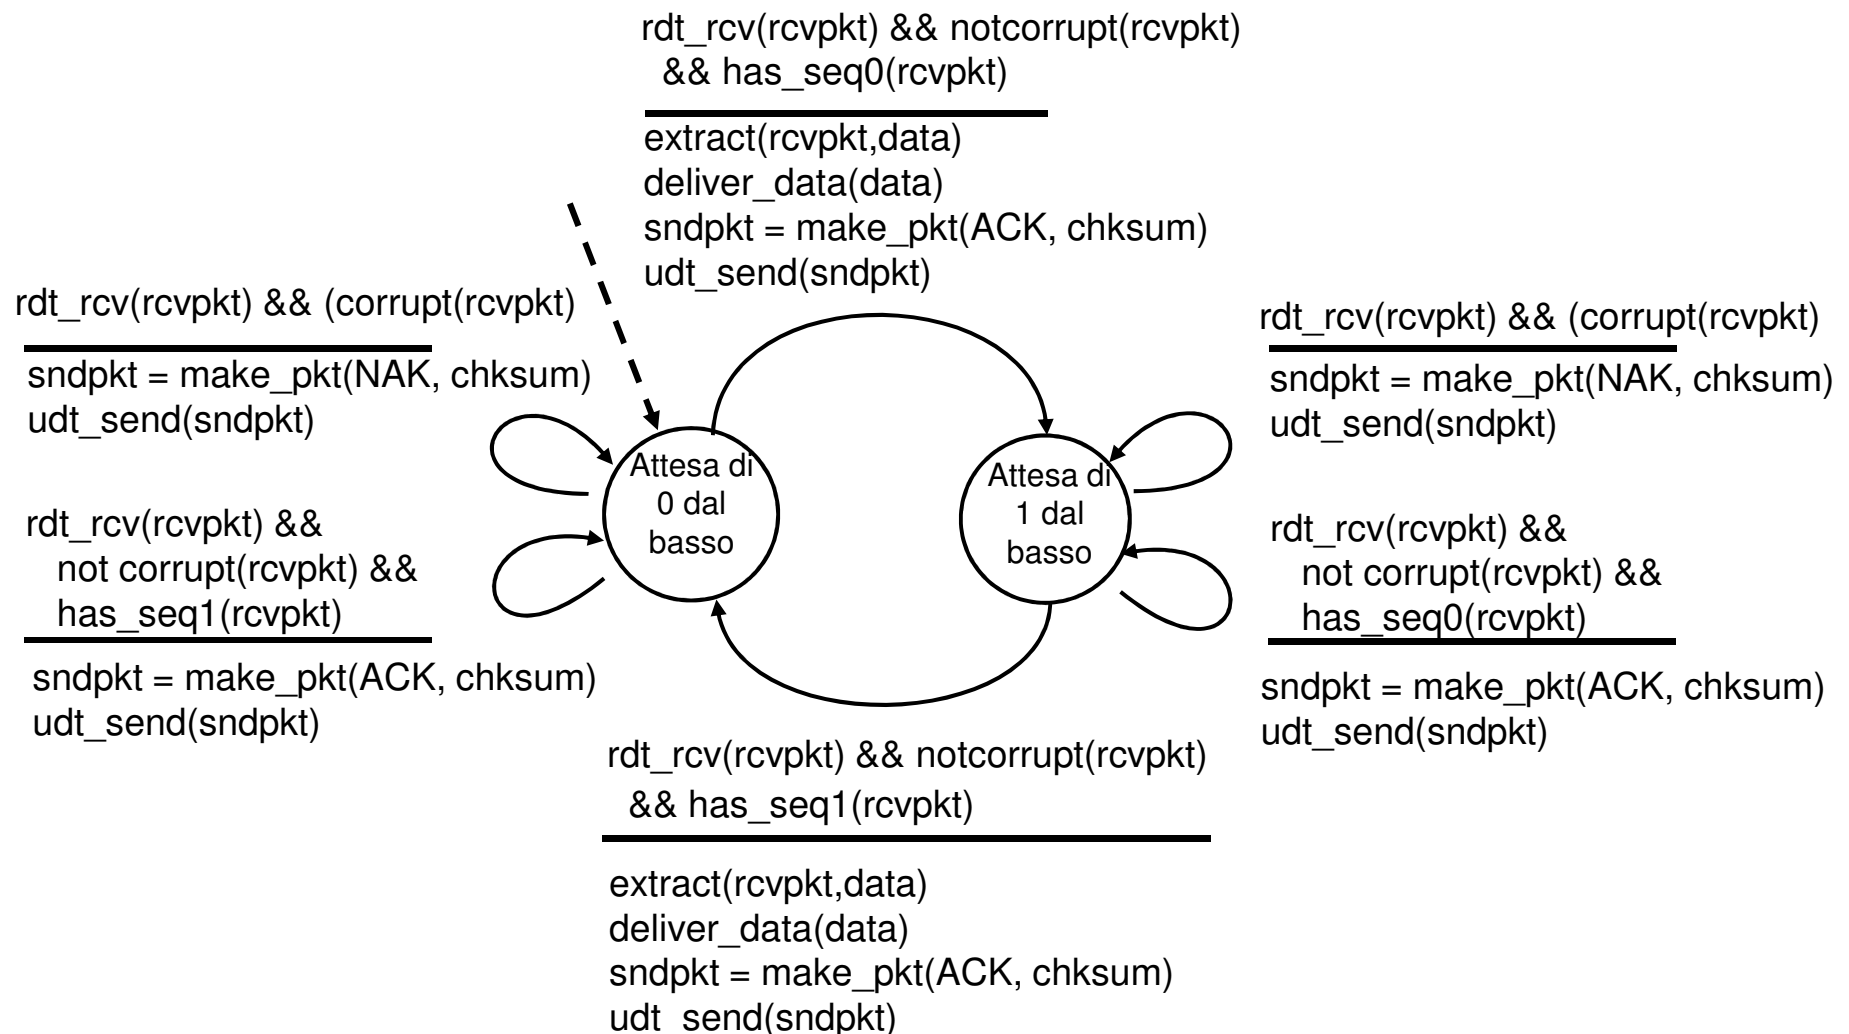 rdt_rcv(rcvpkt) && notcorrupt(rcvpkt)
&& has_seq0(rcvpkt)
extract(rcvpkt,data)
deliver_data(data)
sndpkt = make_pkt(ACK, chksum)
udt_send(sndpkt)
rdt_rcv(rcvpkt) && (corrupt(rcvpkt)
sndpkt = make_pkt(NAK, chksum)
udt_send(sndpkt)
rdt_rcv(rcvpkt) &&
not corrupt(rcvpkt) &&
has_seq1(rcvpkt)
sndpkt = make_pkt(ACK, chksum)
udt_send(sndpkt)
Attesa di
0 dal
basso
Attesa di
1 dal
basso
rdt_rcv(rcvpkt) && (corrupt(rcvpkt)
sndpkt = make_pkt(NAK, chksum)
udt_send(sndpkt)
rdt_rcv(rcvpkt) &&
not corrupt(rcvpkt) &&
has_seq0(rcvpkt)
sndpkt = make_pkt(ACK, chksum)
udt_send(sndpkt)
rdt_rcv(rcvpkt) && notcorrupt(rcvpkt)
&& has_seq1(rcvpkt)
extract(rcvpkt,data)
deliver_data(data)
sndpkt = make_pkt(ACK, chksum)
udt_send(sndpkt)